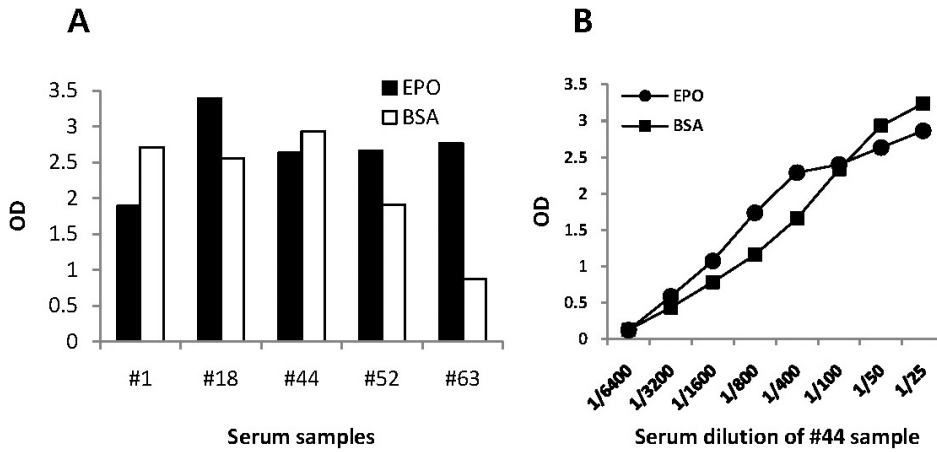 A
3.5
3
2.5
2
1.5
1
0.5
0
OD
EPO
BSA
#1 #18 #44 #52 #63
Serum samples
B
3.5
3
2.5
2
1.5
1
0.5
0
OD
EPO
BSA
1/6400 1/3200 1/1600 1/800 1/400 1/100 1/50 1/25
Serum dilution of #44 sample